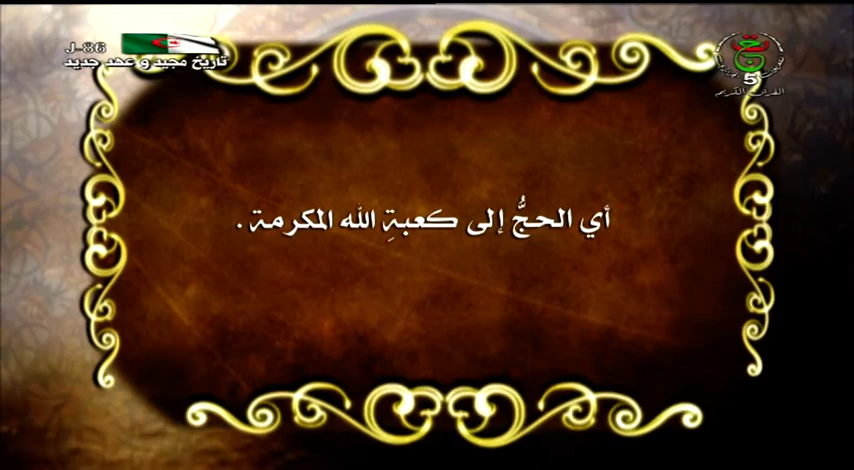 J-86
تاريخ مجيد و عهد جديد
5
القرآن الكريم
أي الحجُّ إلى كعبةِ الله المكرمة .